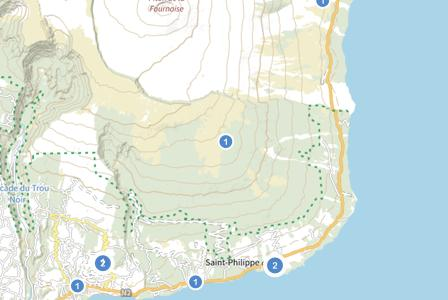 Fournaise
1
1
cade du Trou
Noir
Saint-Philippe
2
2
1
1
N2